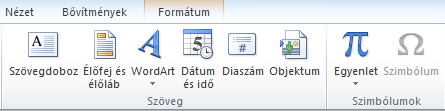 Nézet Bővítmények Formátum
Szövegdoboz Élőfej és WordArt Dátum Diaszám Objektum Egyenlet Szimbólum
élőláb és idő
Szöveg Szimbólumok